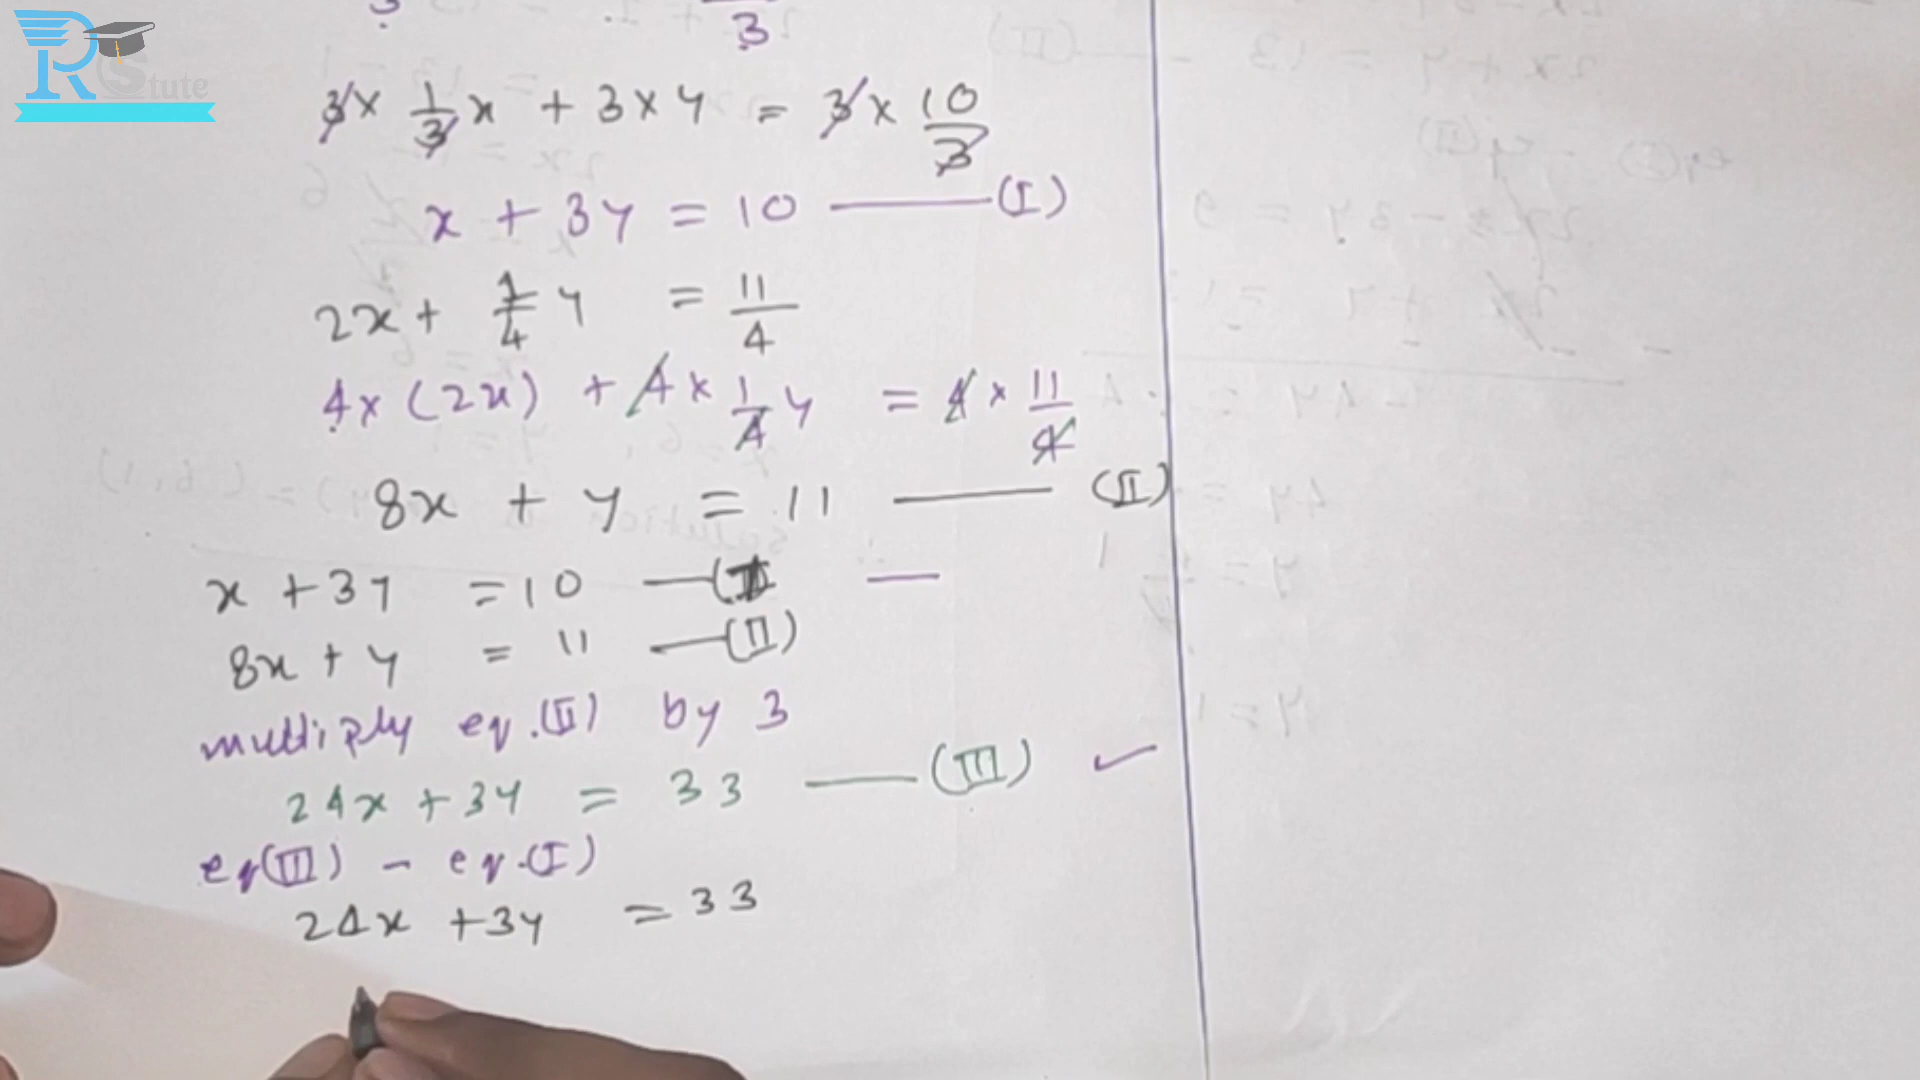 RStute
3
3 × 1/3 x + 3 × y = 3 × 10/3
x + 3y = 10 —— (I)
2x + 1/4 y = 11/4
4 × (2x) + 4 × 1/4 y = 4 × 11/4
8x + y = 11 —— (II)
x + 3y = 10 —
8x + y = 11 — (II)
multiply eq.(II) by 3
24x + 3y = 33 —— (III) ✓
eq(III) - eq.(I)
24x + 3y = 33